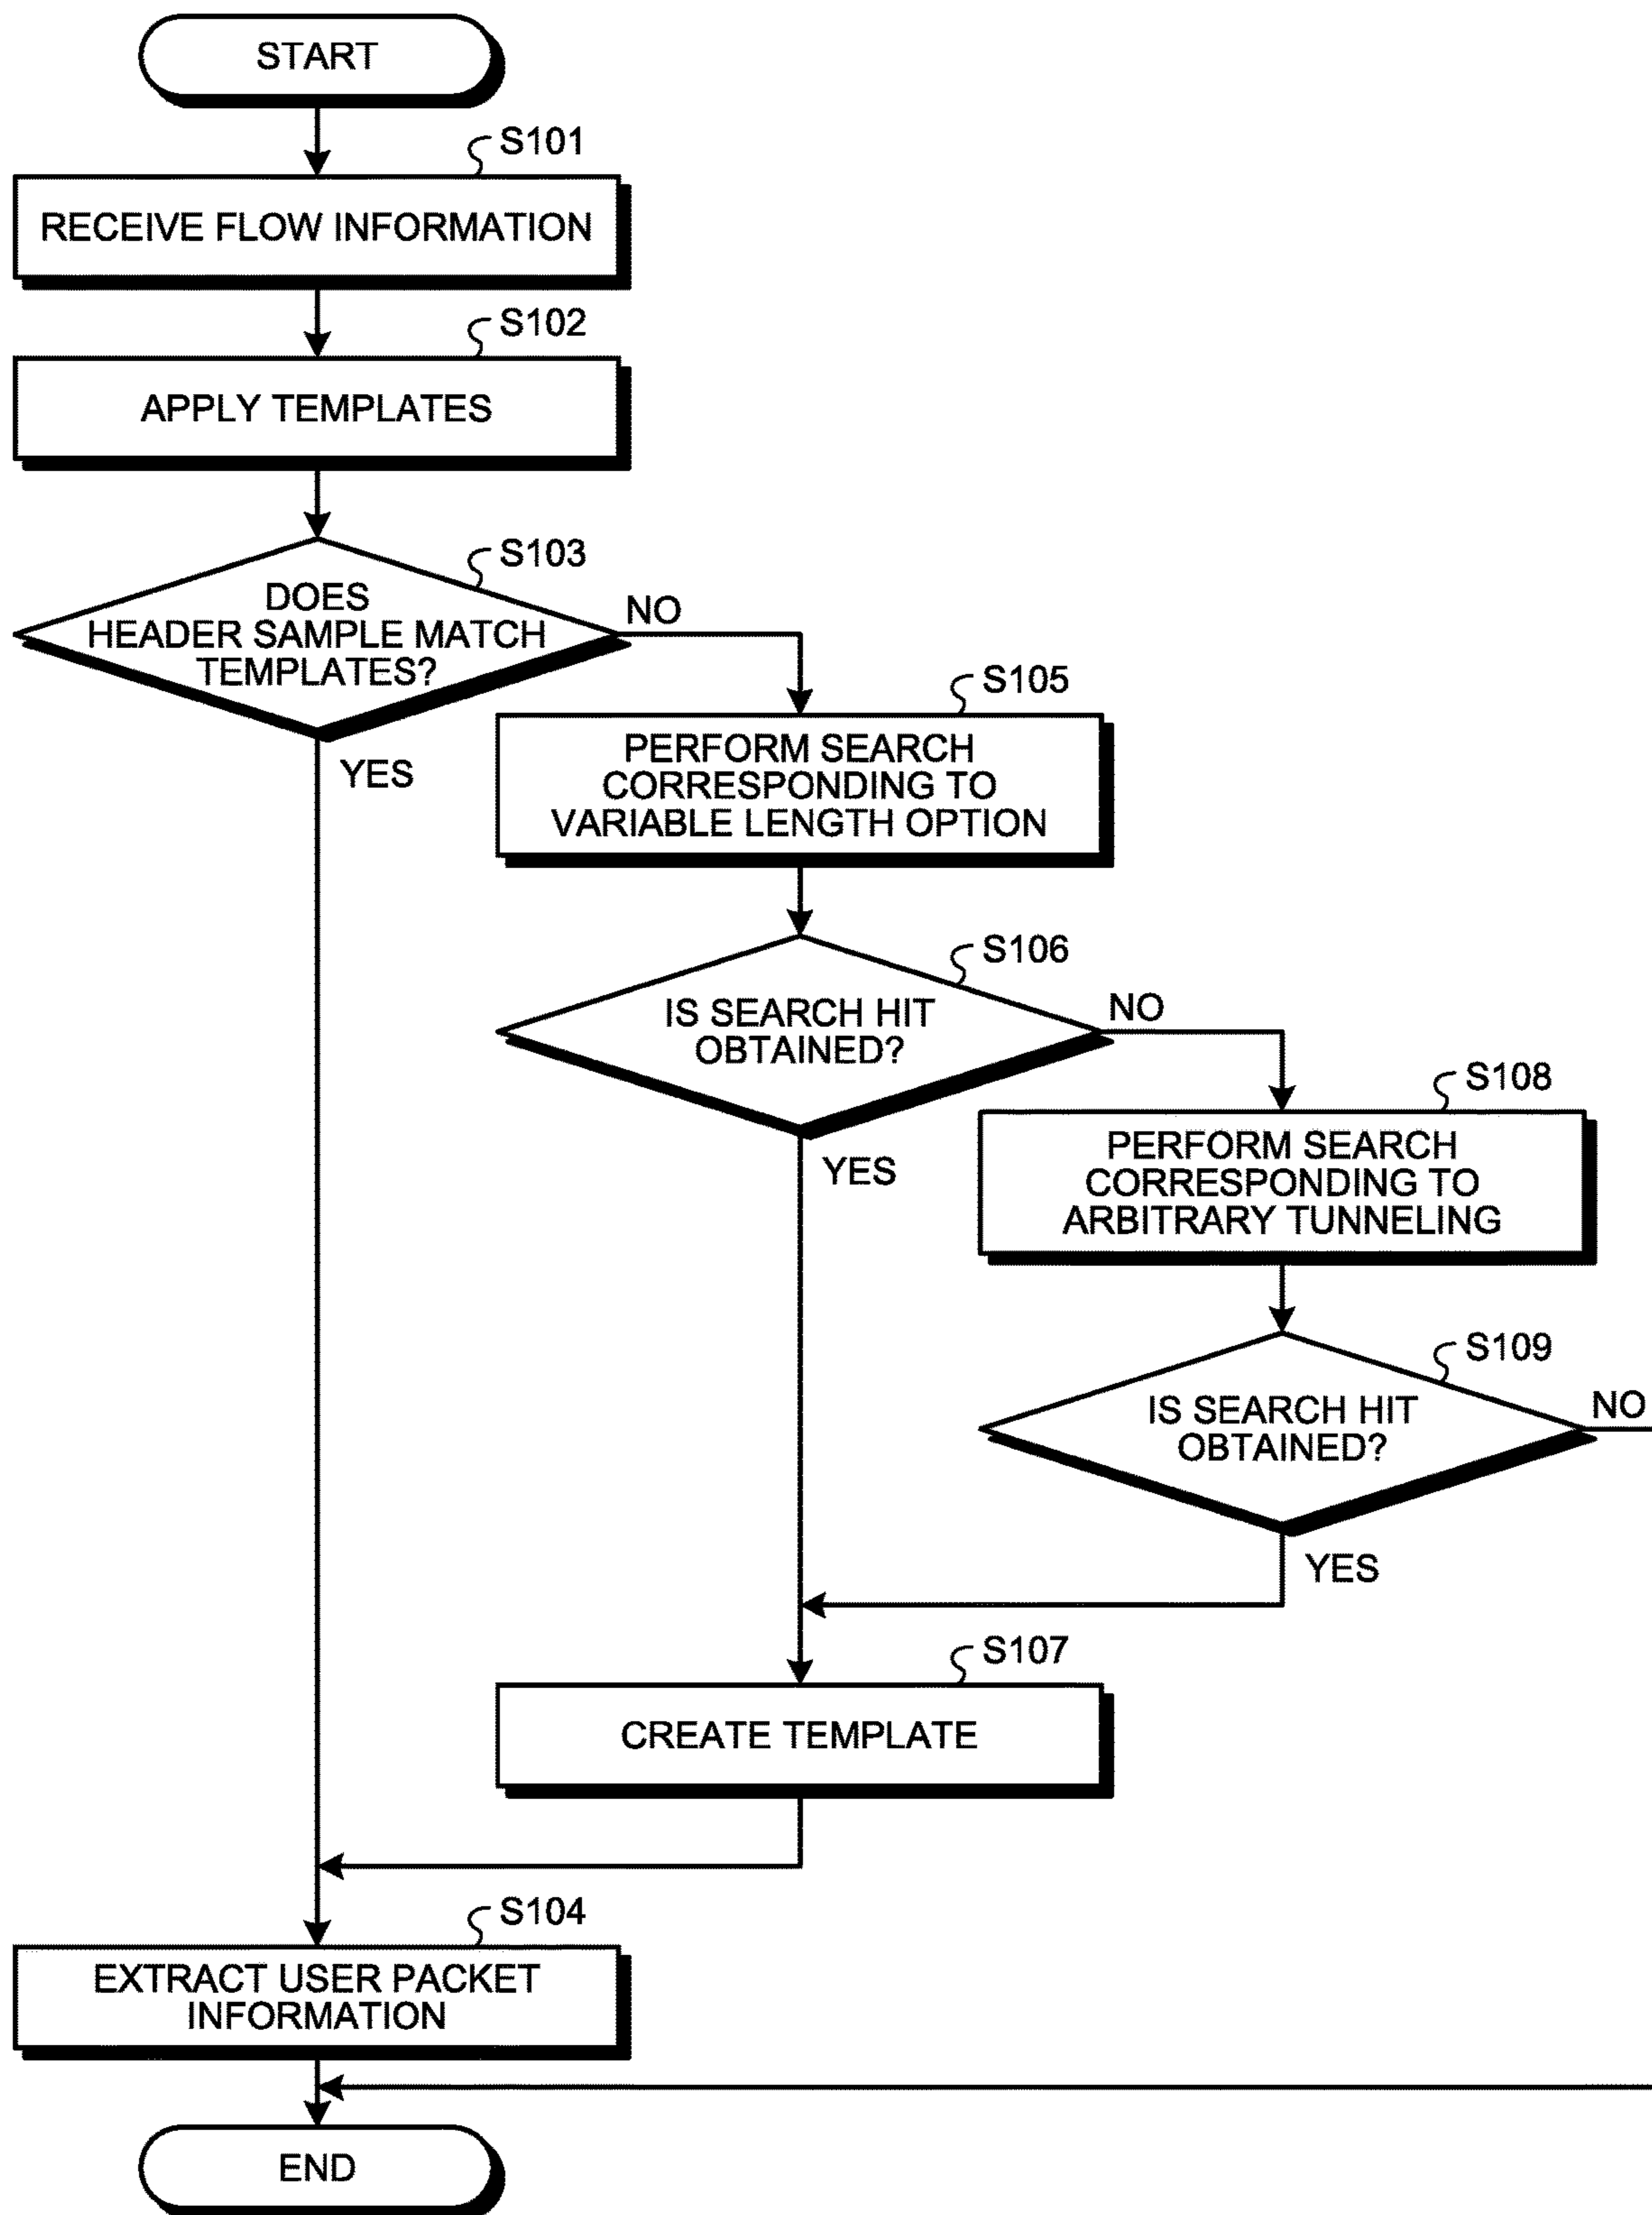 START
S101
RECEIVE FLOW INFORMATION
S102
APPLY TEMPLATES
S103
DOES
HEADER SAMPLE MATCH
TEMPLATES?
NO
YES
S105
PERFORM SEARCH
CORRESPONDING TO
VARIABLE LENGTH OPTION
S106
IS SEARCH HIT
OBTAINED?
NO
YES
S108
PERFORM SEARCH
CORRESPONDING TO
ARBITRARY TUNNELING
S109
IS SEARCH HIT
OBTAINED?
NO
YES
S107
CREATE TEMPLATE
S104
EXTRACT USER PACKET
INFORMATION
END